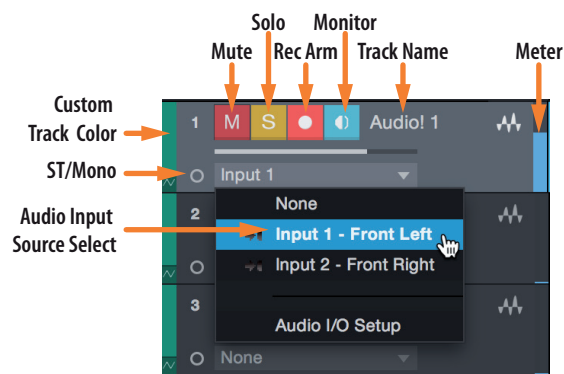 Solo
Monitor
Mute
Rec Arm
Track Name
Meter
Custom
Track Color
1
M
S
Audio! 1
ST/Mono
Input 1
Audio Input
Source Select
None
2
Input 1 - Front Left
Input 2 - Front Right
3
Audio I/O Setup
None